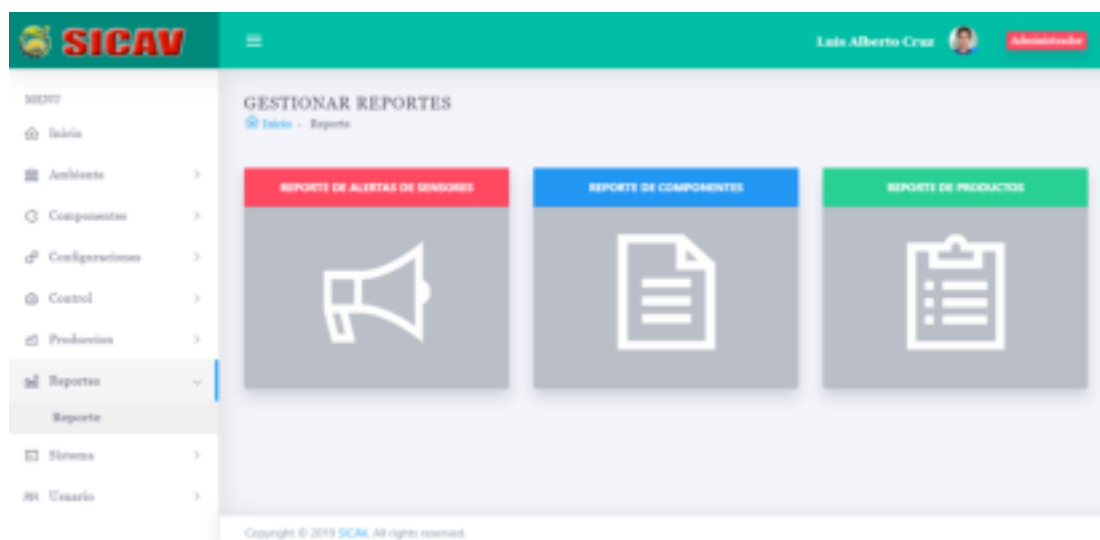 SICAV
Luis Alberto Cruz
Administrador
MENU
Inicio
Ambiente
Componentes
Configuraciones
Control
Produccion
Reportes
Reporte
Sistema
Usuario
GESTIONAR REPORTES
Inicio - Reporte
REPORTE DE ALERTAS DE SENSORES
REPORTE DE COMPONENTES
REPORTE DE PRODUCTOS
Copyright © 2019 SICAV. All rights reserved.